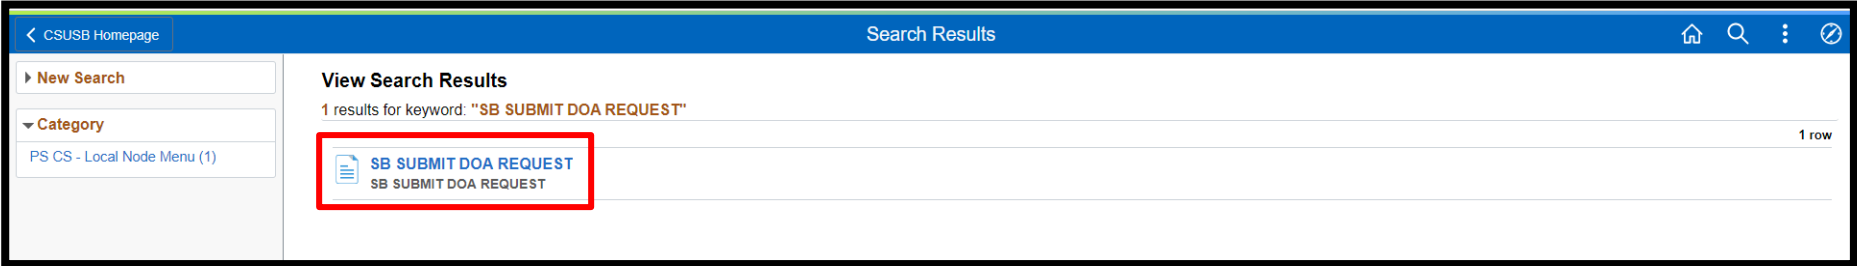 CSUSB Homepage
Search Results
New Search
Category
PS CS - Local Node Menu (1)
View Search Results
1 results for keyword: "SB SUBMIT DOA REQUEST"
1 row
SB SUBMIT DOA REQUEST
SB SUBMIT DOA REQUEST